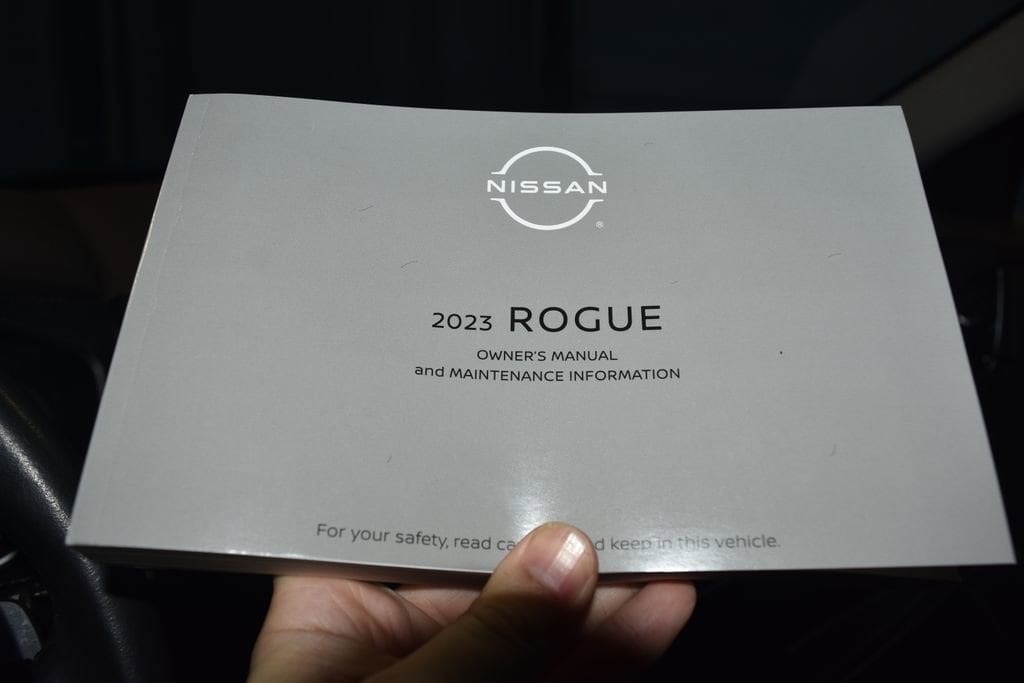 NISSAN
®
2023 ROGUE
OWNER'S MANUAL
and MAINTENANCE INFORMATION
For your safety, read keep in this vehicle.